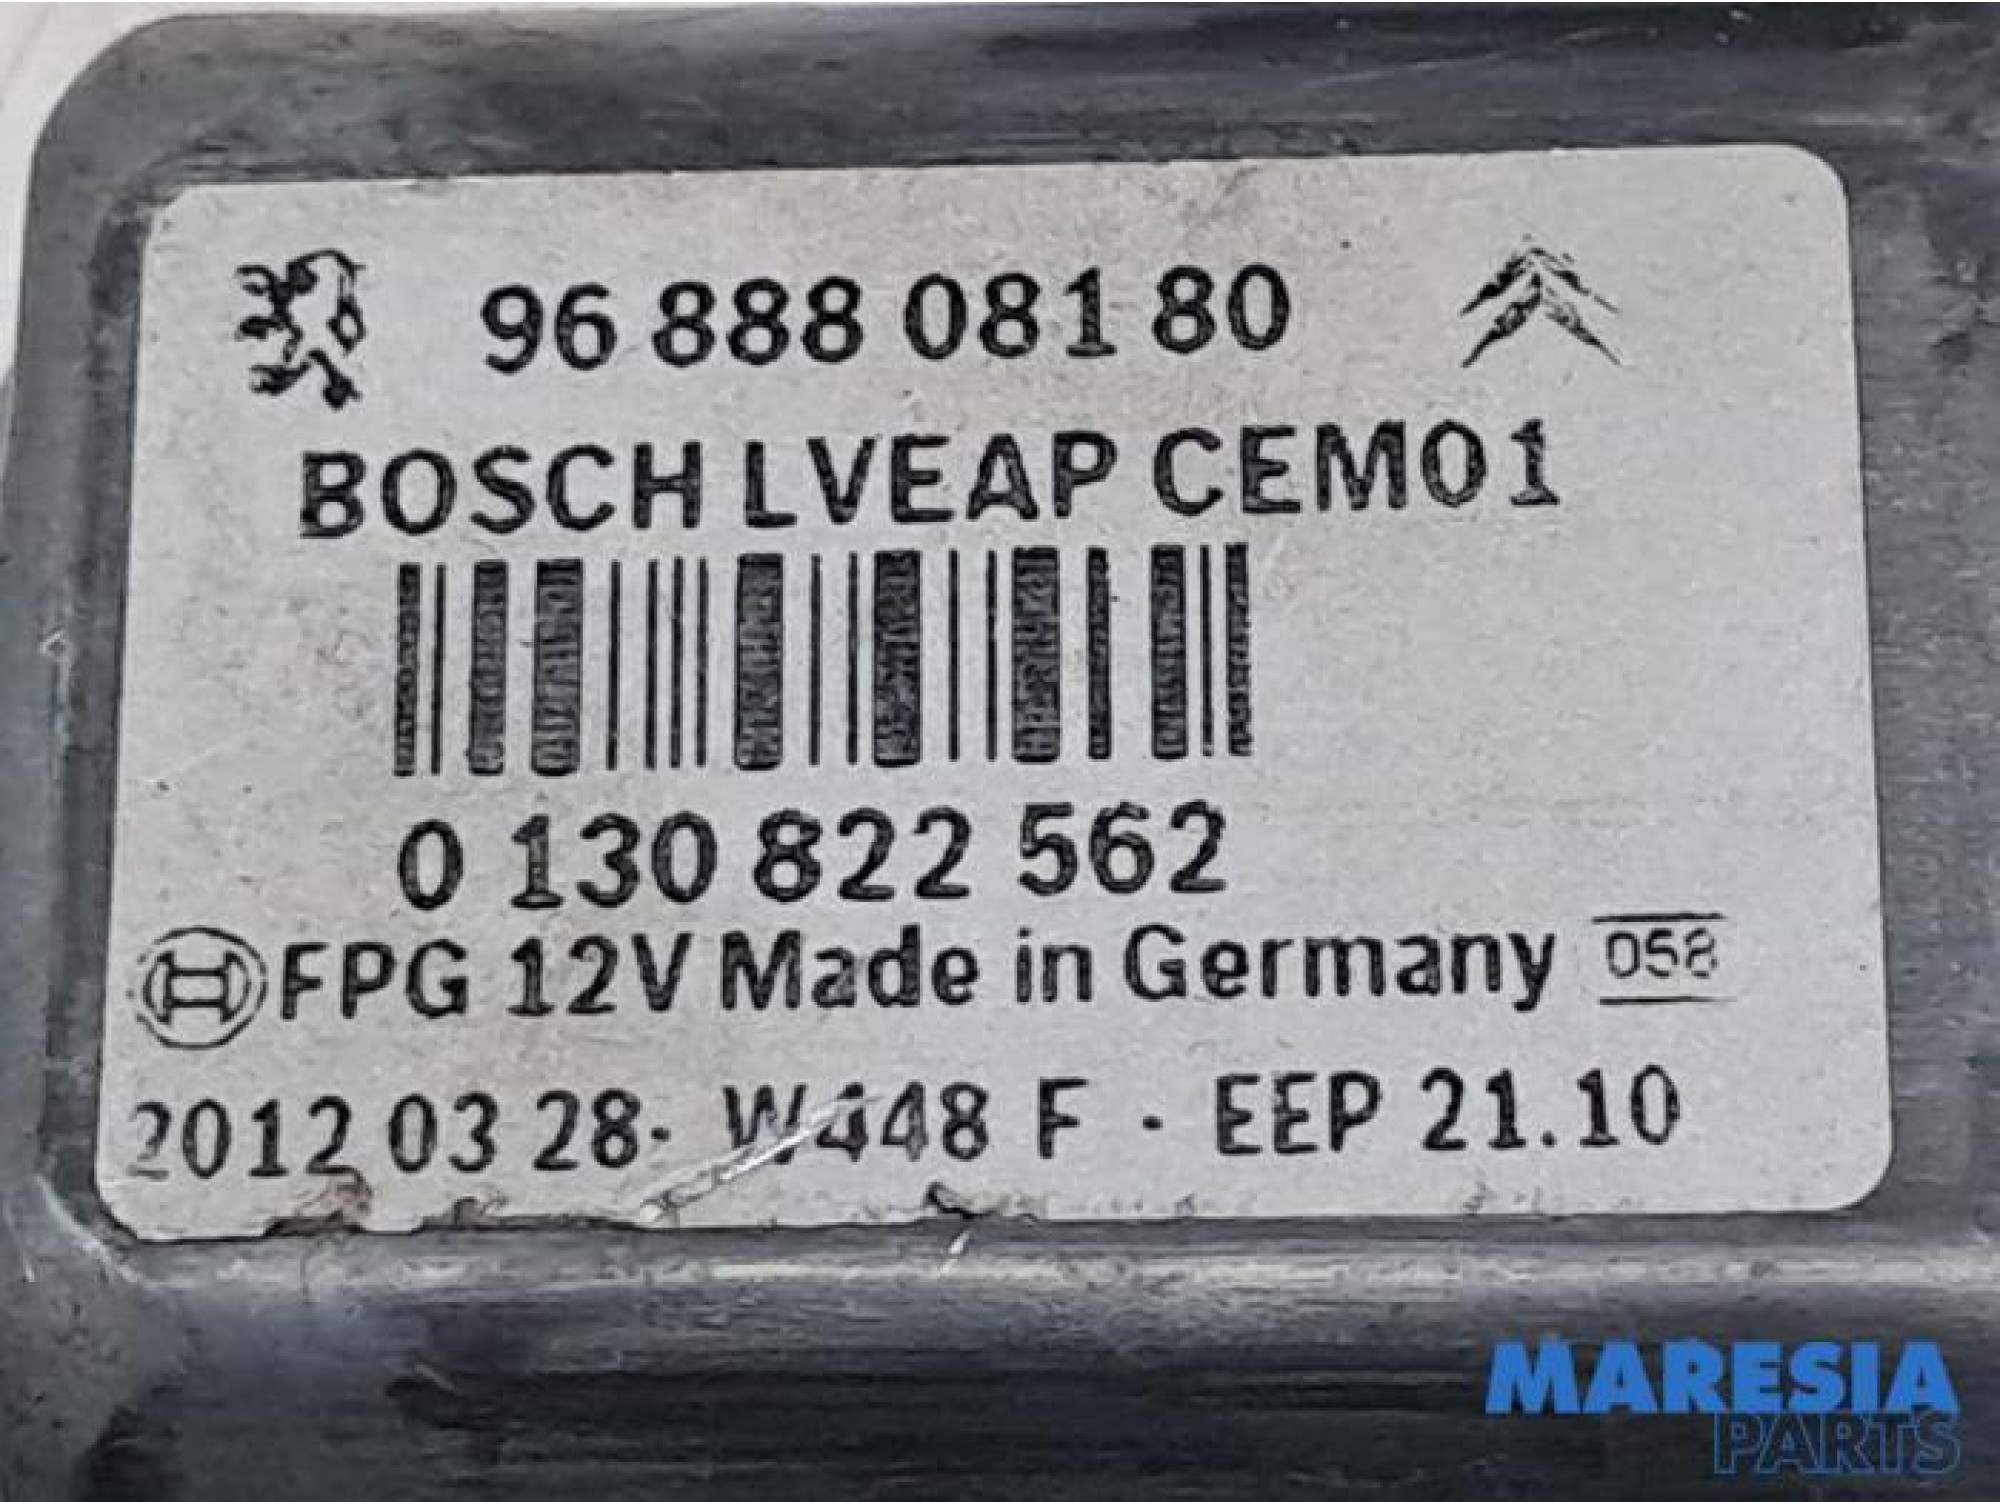 96 888 081 80
BOSCH LVEAP CEM01
0 130 822 562
FPG 12V Made in Germany 058
2012 03 28- W448 F · EEP 21.10
MARESIA
PARTS